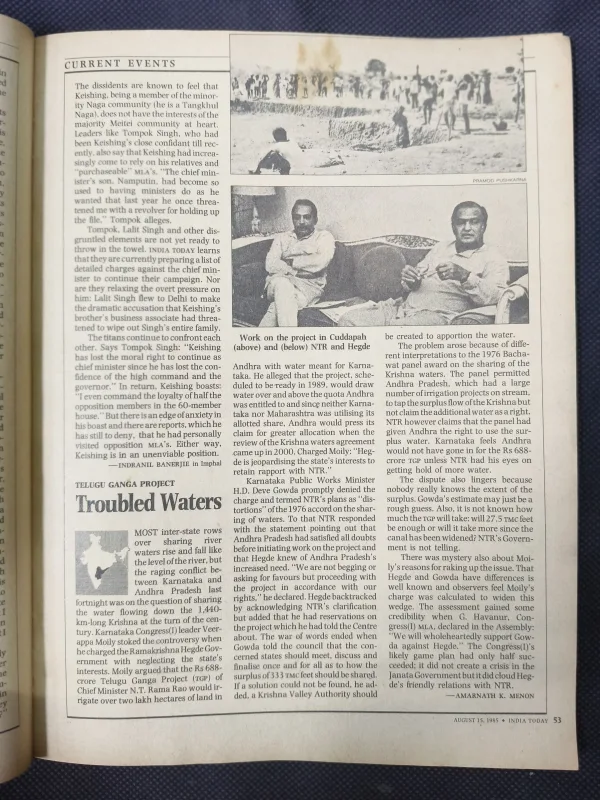 CURRENT EVENTS
The dissidents are known to feel that
Keishing, being a member of the minor-
ity Naga community (he is a Tangkhul
Naga), does not have the interests of the
majority Meitei community at heart.
Leaders like Tompok Singh, who had
been Keishing's close confidant till rece-
ntly, also say that Keishing had increa-
singly come to rely on his relatives and
"purchaseable" MLA's. "The chief min-
ister's son, Namputin, had become so
used to having ministers do as he
wanted that last year he once threa-
tened me with a revolver for holding up
the file," Tompok alleges.
Tompok, Lalit Singh and other dis-
gruntled elements are not yet ready to
throw in the towel. INDIA TODAY learns
that they are currently preparing a list of
detailed charges against the chief min-
ister to continue their campaign. Nor
are they relaxing the overt pressure on
him: Lalit Singh flew to Delhi to make
the dramatic accusation that Keishing's
brother's business associate had threa-
tened to wipe out Singh's entire family.
The titans continue to confront each
other. Says Tompok Singh: "Keishing
has lost the moral right to continue as
chief minister since he has lost the con-
fidence of the high command and the
governor." In return, Keishing boasts:
"I even command the loyalty of half the
opposition members in the 60-member
house." But there is an edge of anxiety in
his boast and there are reports, which he
has still to deny, that he had personally
visited opposition MLA's. Either way,
Keishing is in an unenviable position.
—INDRANIL BANERJIE in Imphal
TELUGU GANGA PROJECT
Troubled Waters
MOST inter-state rows
over sharing river
waters rise and fall like
the level of the river, but
the raging conflict be-
tween Karnataka and
Andhra Pradesh last
fortnight was on the question of sharing
the water flowing down the 1,440-
km-long Krishna at the turn of the cen-
tury. Karnataka Congress(I) leader Veer-
appa Moily stoked the controversy when
he charged the Ramakrishna Hegde Gov-
ernment with neglecting the state's
interests. Moily argued that the Rs 688-
crore Telugu Ganga Project (TGP) of
Chief Minister N.T. Rama Rao would ir-
rigate over two lakh hectares of land in
PRAMOD PUSHKARNA
Work on the project in Cuddapah
(above) and (below) NTR and Hegde
Andhra with water meant for Karna-
taka. He alleged that the project, sche-
duled to be ready in 1989, would draw
water over and above the quota Andhra
was entitled to and since neither Karna-
taka nor Maharashtra was utilising its
allotted share, Andhra would press its
claim for greater allocation when the
review of the Krishna waters agreement
came up in 2000. Charged Moily: "Heg-
de is jeopardising the state's interests to
retain rapport with NTR."
Karnataka Public Works Minister
H.D. Deve Gowda promptly denied the
charge and termed NTR's plans as "dis-
tortions" of the 1976 accord on the shar-
ing of waters. To that NTR responded
with the statement pointing out that
Andhra Pradesh had satisfied all doubts
before initiating work on the project and
that Hegde knew of Andhra Pradesh's
increased need. "We are not begging or
asking for favours but proceeding with
the project in accordance with our
rights," he declared. Hegde backtracked
by acknowledging NTR's clarification
but added that he had reservations on
the project which he had told the Centre
about. The war of words ended when
Gowda told the council that the con-
cerned states should meet, discuss and
finalise once and for all as to how the
surplus of 333 TMC feet should be shared.
If a solution could not be found, he ad-
ded, a Krishna Valley Authority should
be created to apportion the water.
The problem arose because of diffe-
rent interpretations to the 1976 Bacha-
wat panel award on the sharing of the
Krishna waters. The panel permitted
Andhra Pradesh, which had a large
number of irrigation projects on stream,
to tap the surplus flow of the Krishna but
not claim the additional water as a right.
NTR however claims that the panel had
given Andhra the right to use the sur-
plus water. Karnataka feels Andhra
would not have gone in for the Rs 688-
crore TGP unless NTR had his eyes on
getting hold of more water.
The dispute also lingers because
nobody really knows the extent of the
surplus. Gowda's estimate may just be a
rough guess. Also, it is not known how
much the TGP will take: will 27.5 TMC feet
be enough or will it take more since the
canal has been widened? NTR's Govern-
ment is not telling.
There was mystery also about Moi-
ly's reasons for raking up the issue. That
Hegde and Gowda have differences is
well known and observers feel Moily's
charge was calculated to widen this
wedge. The assessment gained some
credibility when G. Havanur, Con-
gress(I) MLA, declared in the Assembly:
"We will wholeheartedly support Gow-
da against Hegde." The Congress(I)'s
likely game plan had only half suc-
ceeded; it did not create a crisis in the
Janata Government but it did cloud Heg-
de's friendly relations with NTR.
—AMARNATH K. MENON
AUGUST 15, 1985 • INDIA TODAY 53